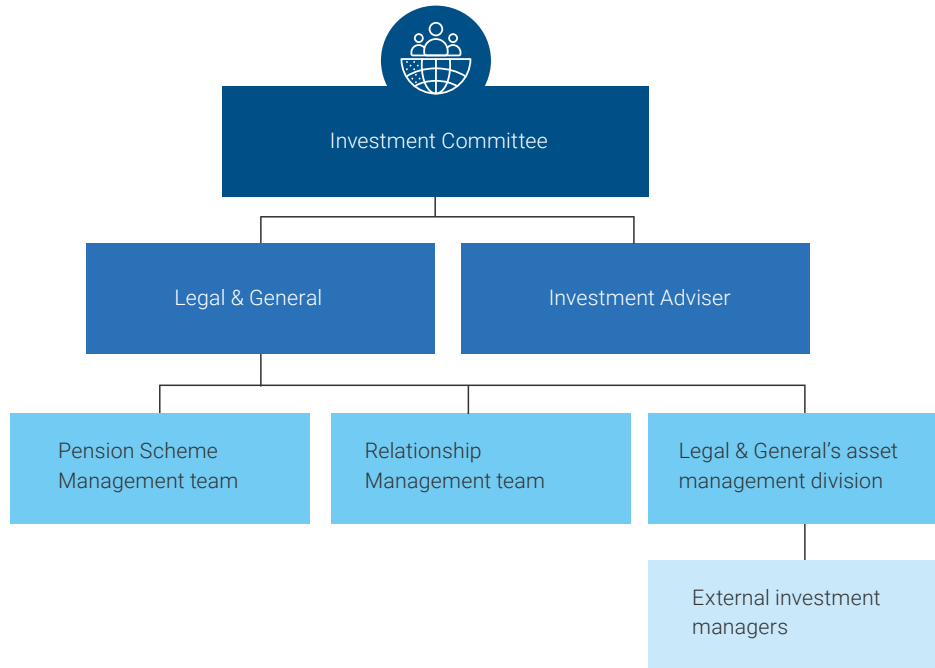 Investment Committee
Legal & General
Investment Adviser
Pension Scheme
Management team
Relationship
Management team
Legal & General’s asset
management division
External investment
managers